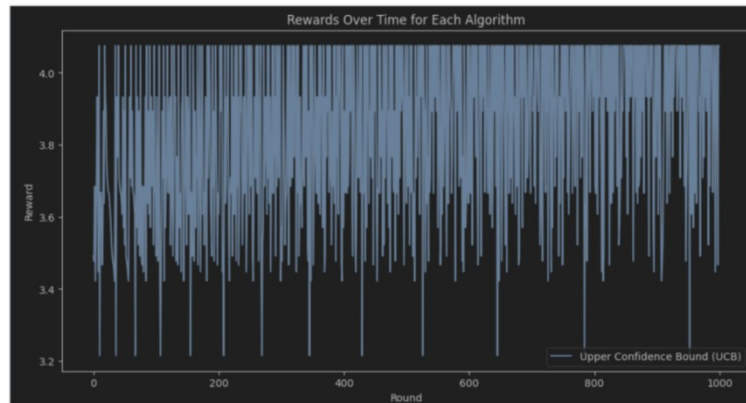 Rewards Over Time for Each Algorithm
4.0
3.8
3.6
3.4
3.2
Reward
0
200
400
600
800
1000
Round
Upper Confidence Bound (UCB)